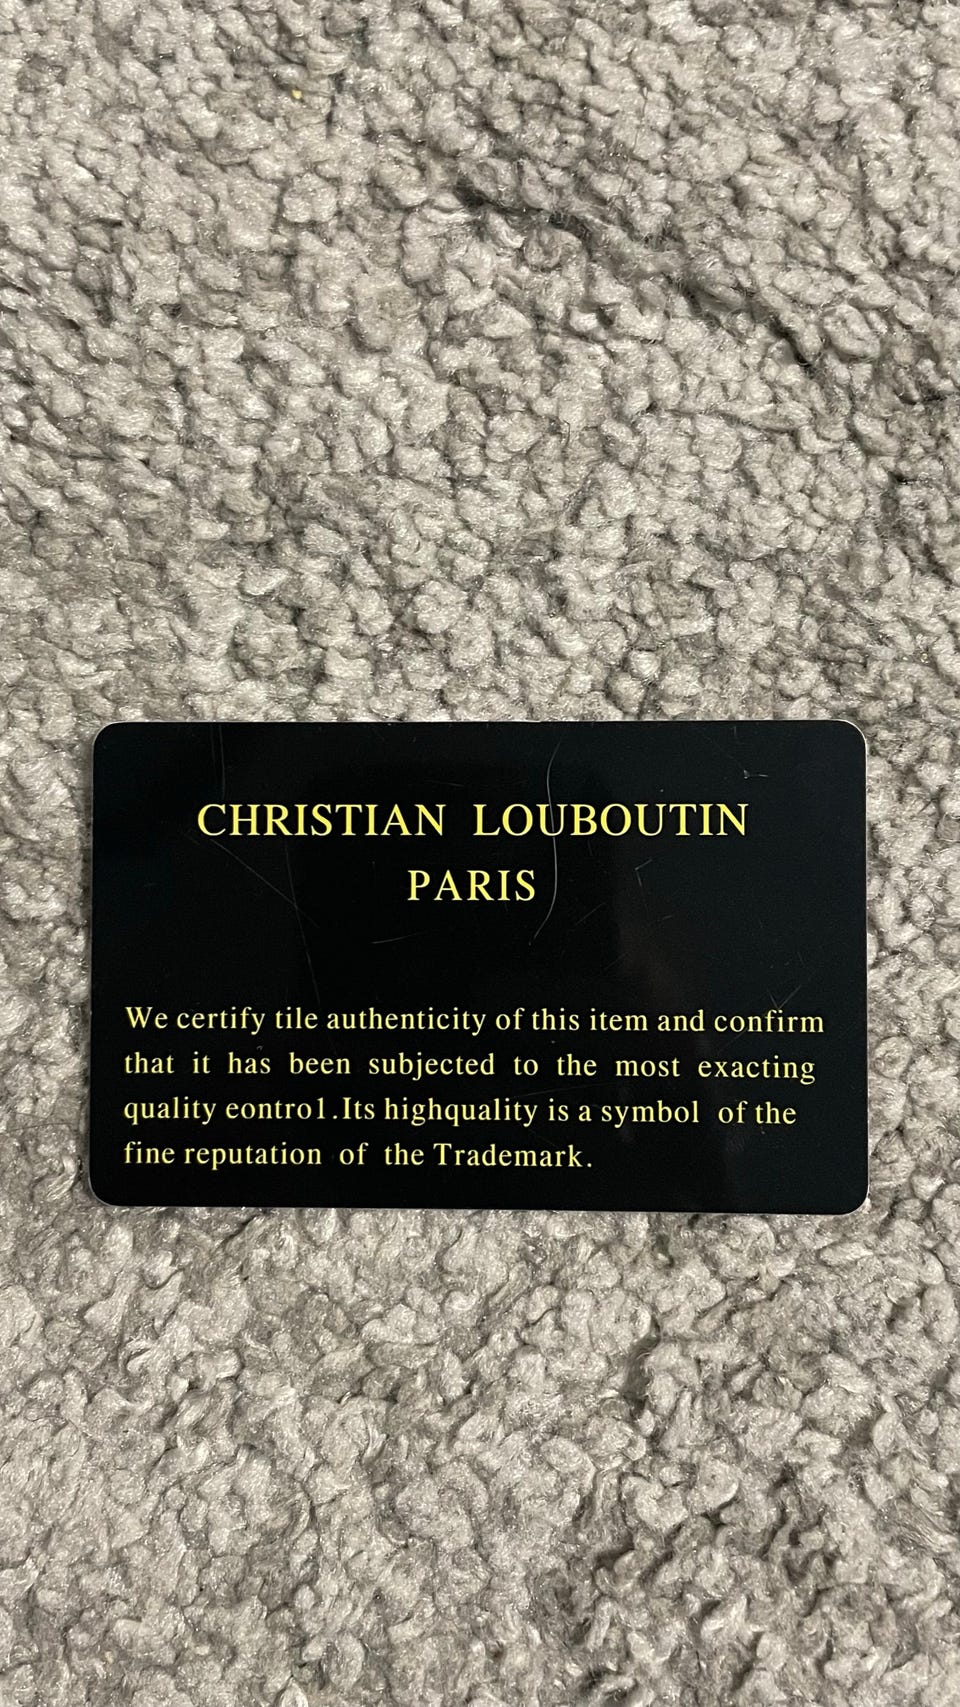 CHRISTIAN LOUBOUTIN
PARIS
We certify tile authenticity of this item and confirm
that it has been subjected to the most exacting
quality eontro1.Its highquality is a symbol of the
fine reputation of the Trademark.